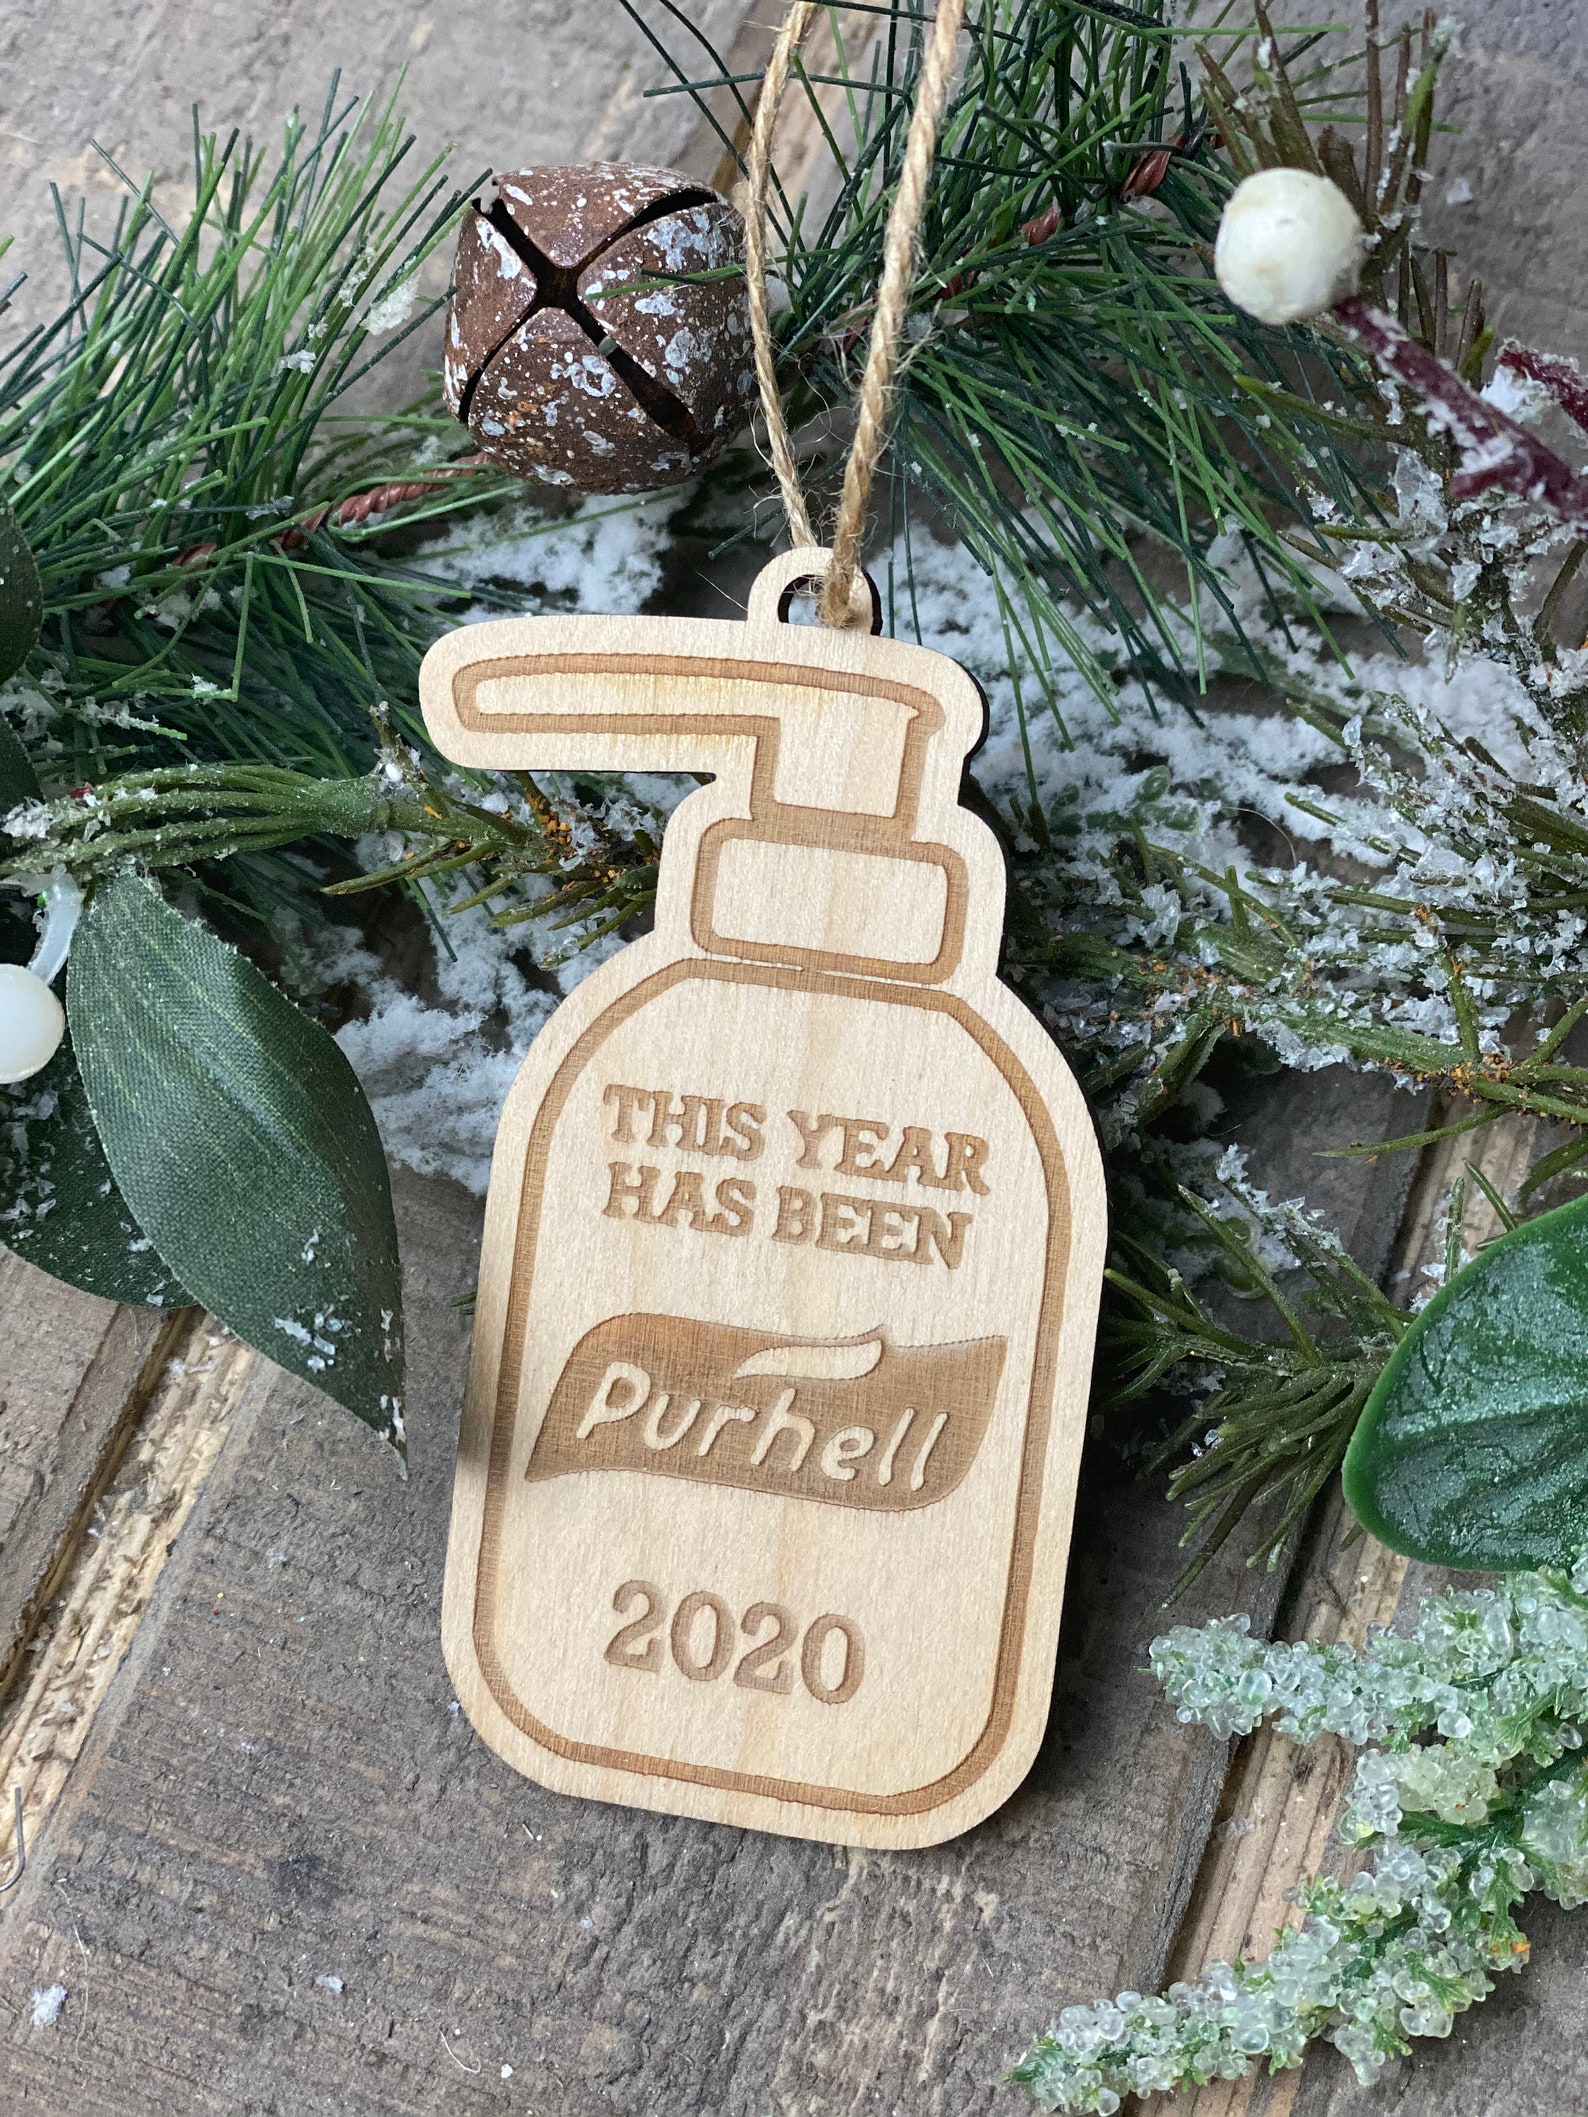 THIS YEAR
HAS BEEN
Purhell
2020